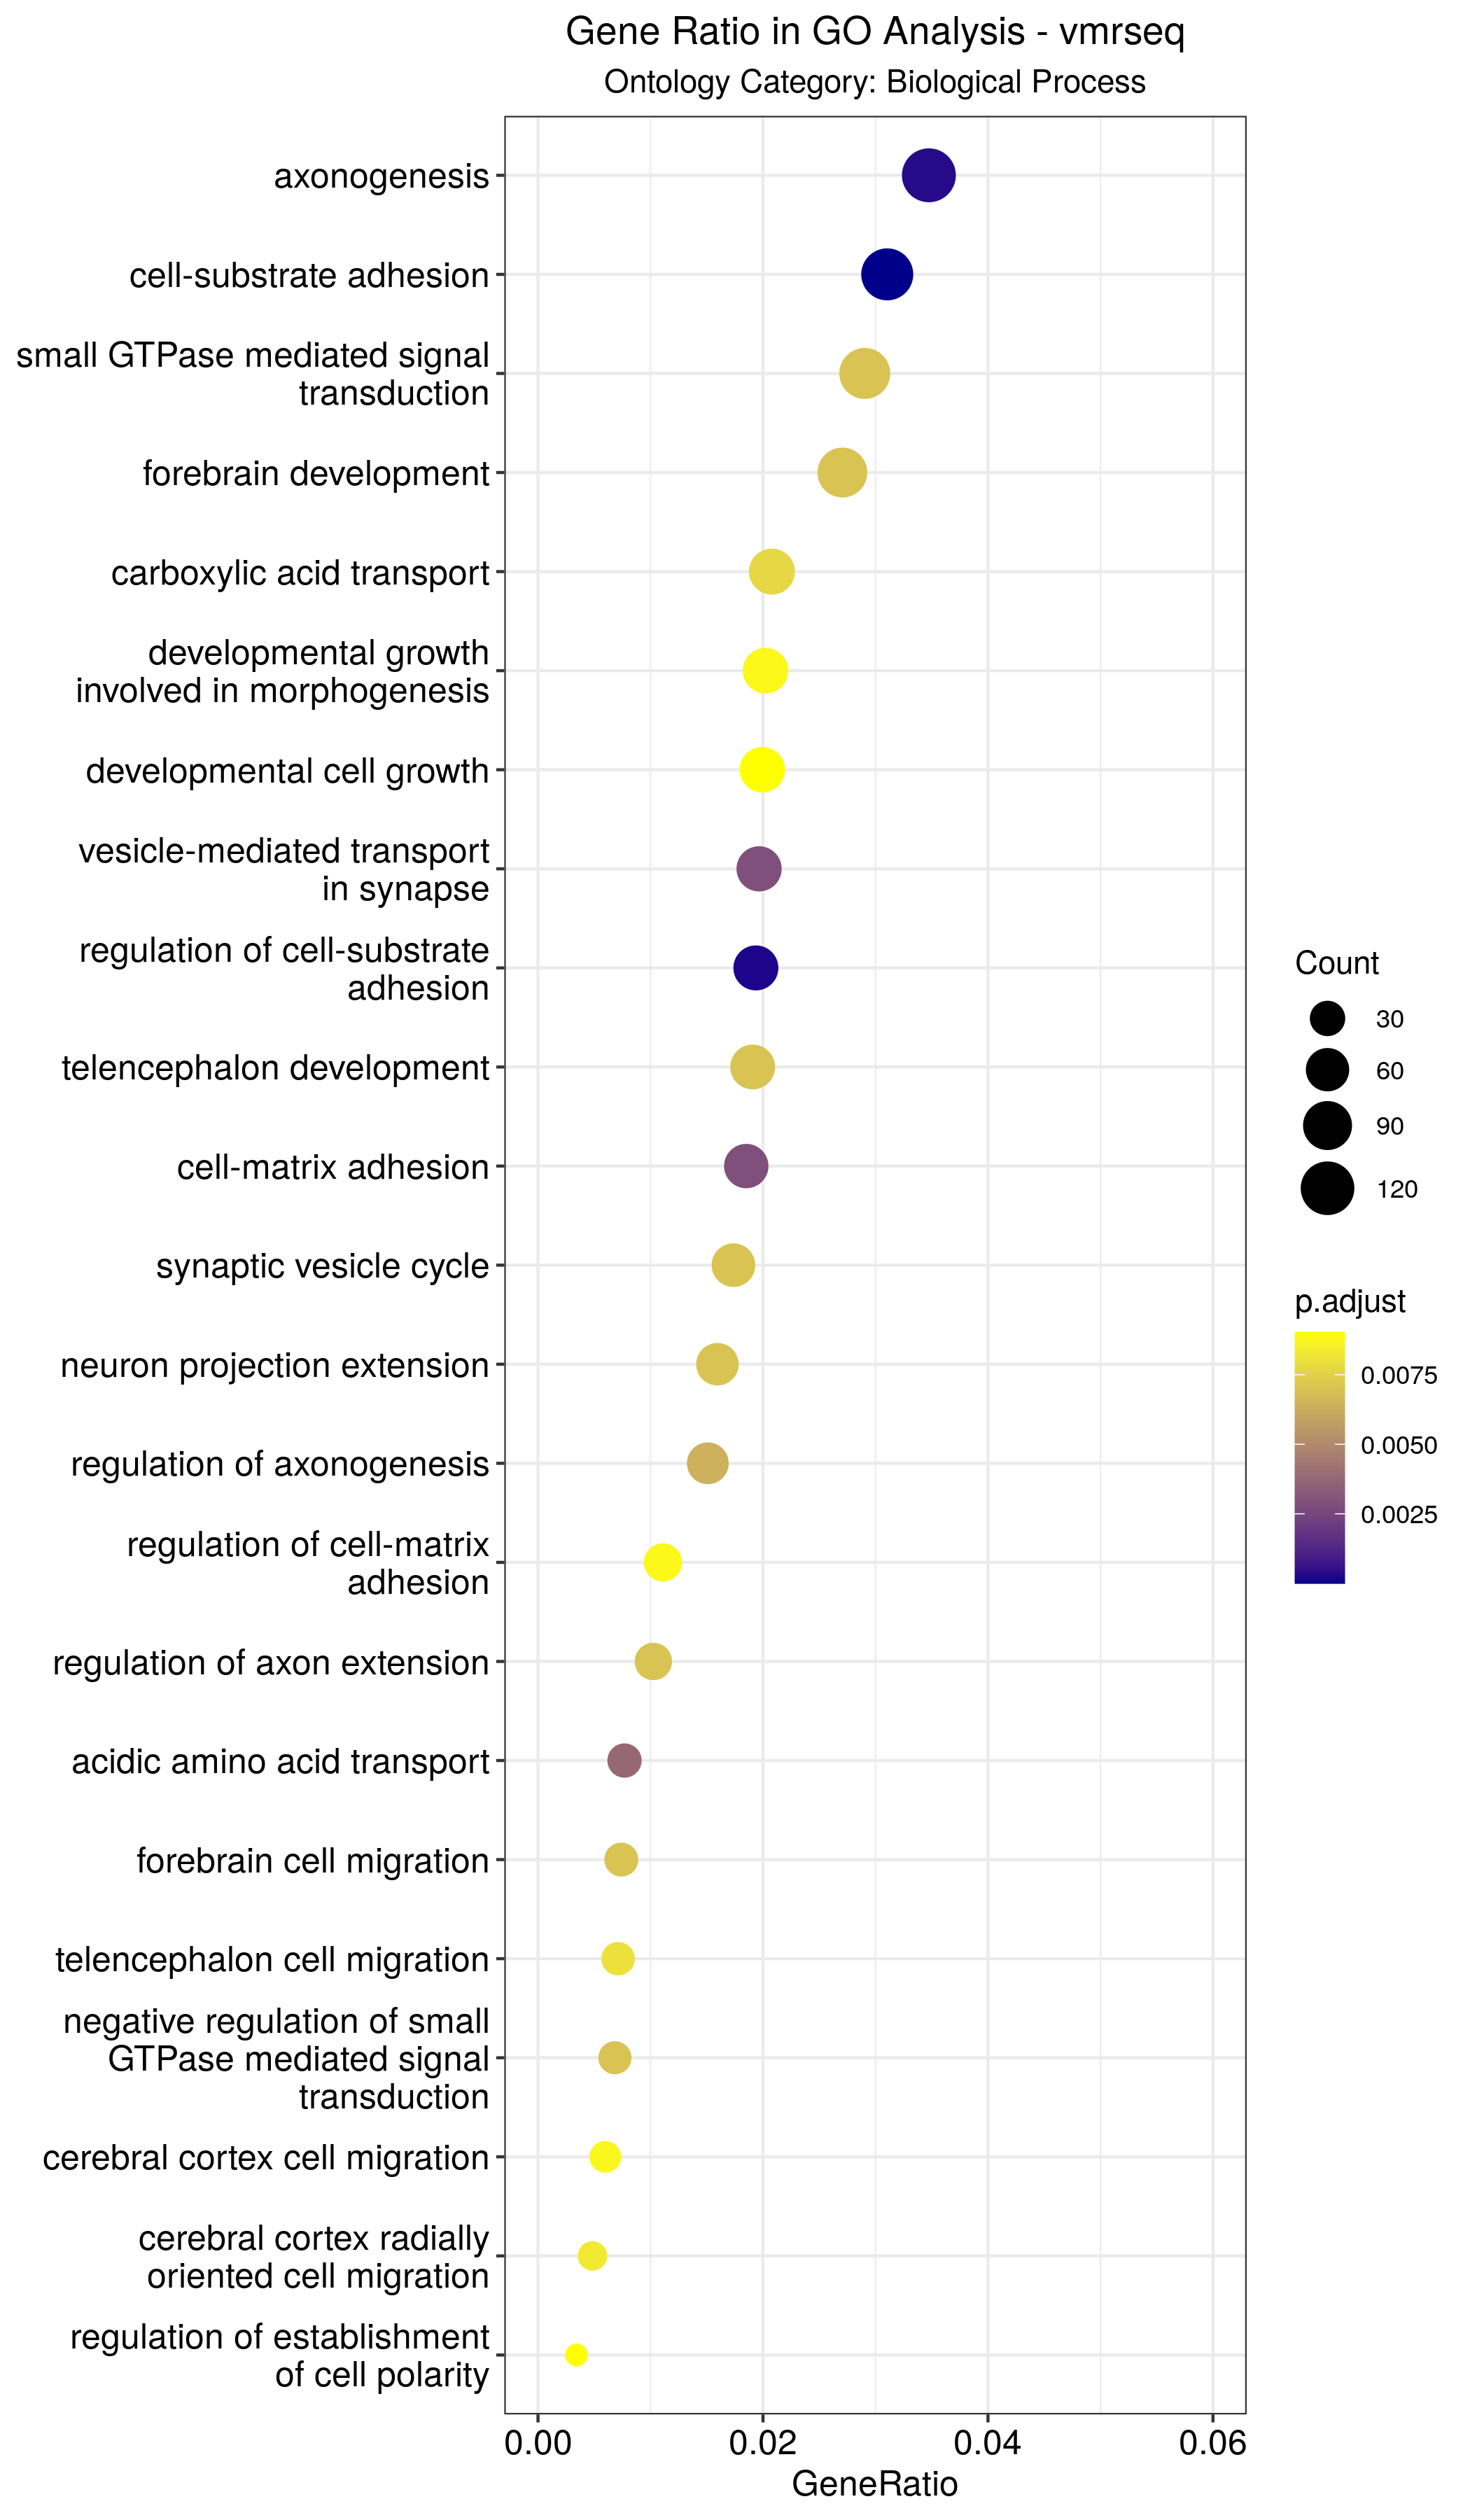 Gene Ratio in GO Analysis - vmrseq
Ontology Category: Biological Process
axonogenesis
cell-substrate adhesion
small GTPase mediated signal
transduction
forebrain development
carboxylic acid transport
developmental growth
involved in morphogenesis
developmental cell growth
vesicle-mediated transport
in synapse
regulation of cell-substrate
adhesion
telencephalon development
cell-matrix adhesion
synaptic vesicle cycle
neuron projection extension
regulation of axonogenesis
regulation of cell-matrix
adhesion
regulation of axon extension
acidic amino acid transport
forebrain cell migration
telencephalon cell migration
negative regulation of small
GTPase mediated signal
transduction
cerebral cortex cell migration
cerebral cortex radially
oriented cell migration
regulation of establishment
of cell polarity
0.00 0.02 0.04 0.06
GeneRatio
Count
30
60
90
120
p.adjust
0.0075
0.0050
0.0025